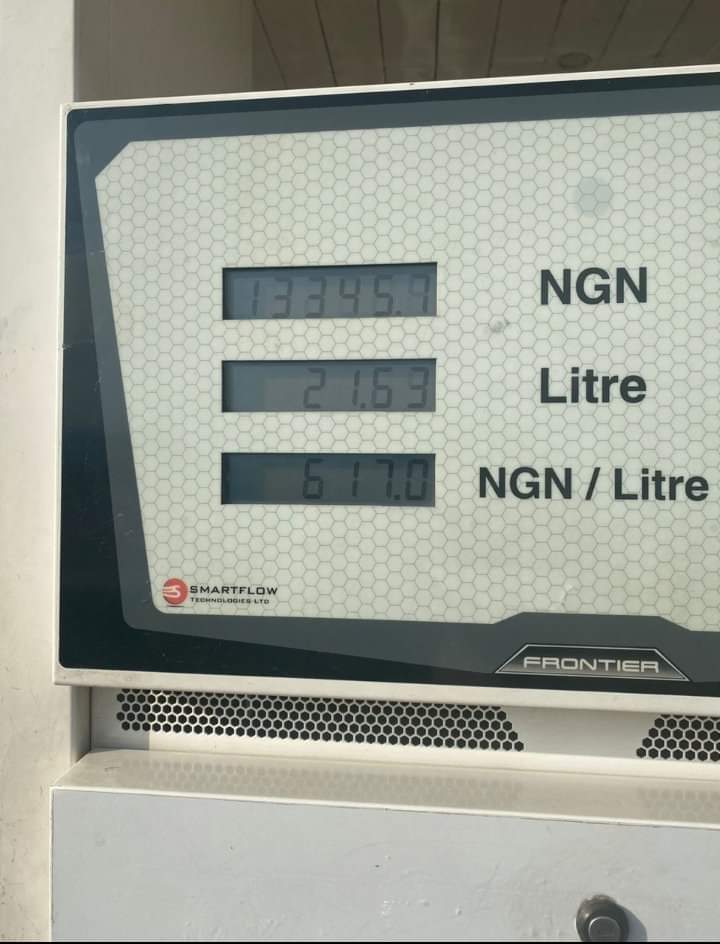 13345.7 NGN
21.63 Litre
617.0 NGN / Litre
SMARTFLOW
TECHNOLOGIES LTD
FRONTIER